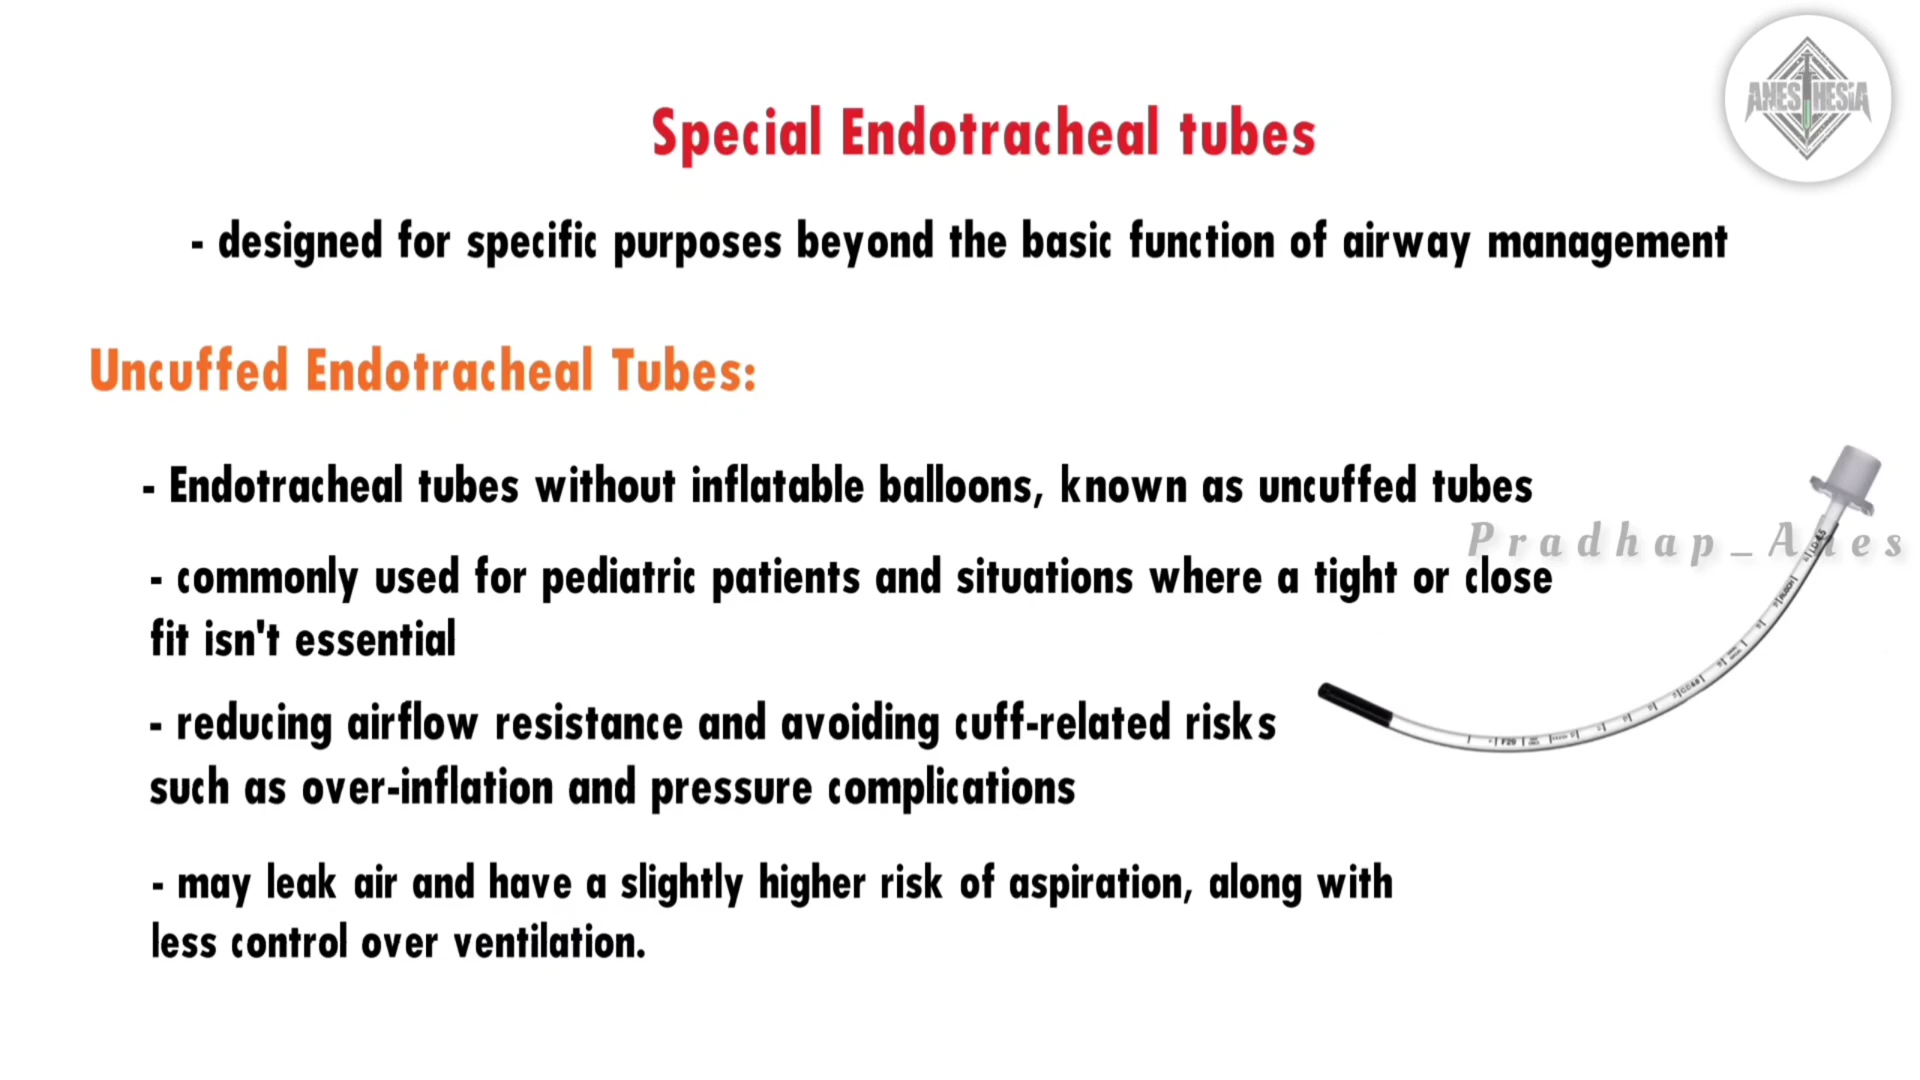 ANESTHESIA
Special Endotracheal tubes
- designed for specific purposes beyond the basic function of airway management
Uncuffed Endotracheal Tubes:
- Endotracheal tubes without inflatable balloons, known as uncuffed tubes
Pradhap_Anes
- commonly used for pediatric patients and situations where a tight or close
fit isn't essential
- reducing airflow resistance and avoiding cuff-related risks
such as over-inflation and pressure complications
- may leak air and have a slightly higher risk of aspiration, along with
less control over ventilation.